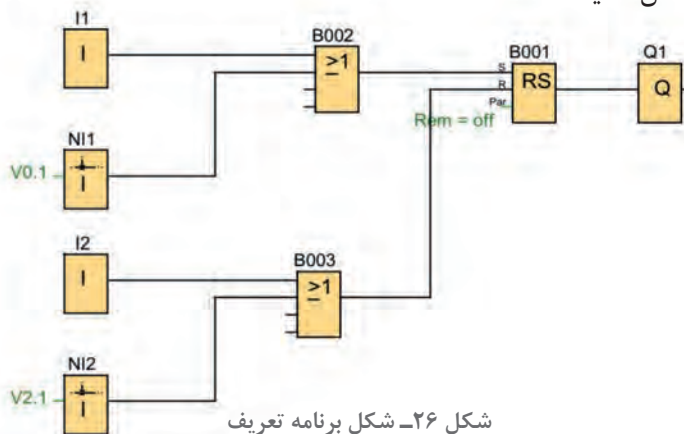 I1
I
B002
≥1
B001
S
R
Par
RS
Rem = off
Q1
Q
NI1
V0.1
I
I2
I
B003
≥1
NI2
V2.1
I
شکل ۲۶ــ شکل برنامه تعریف